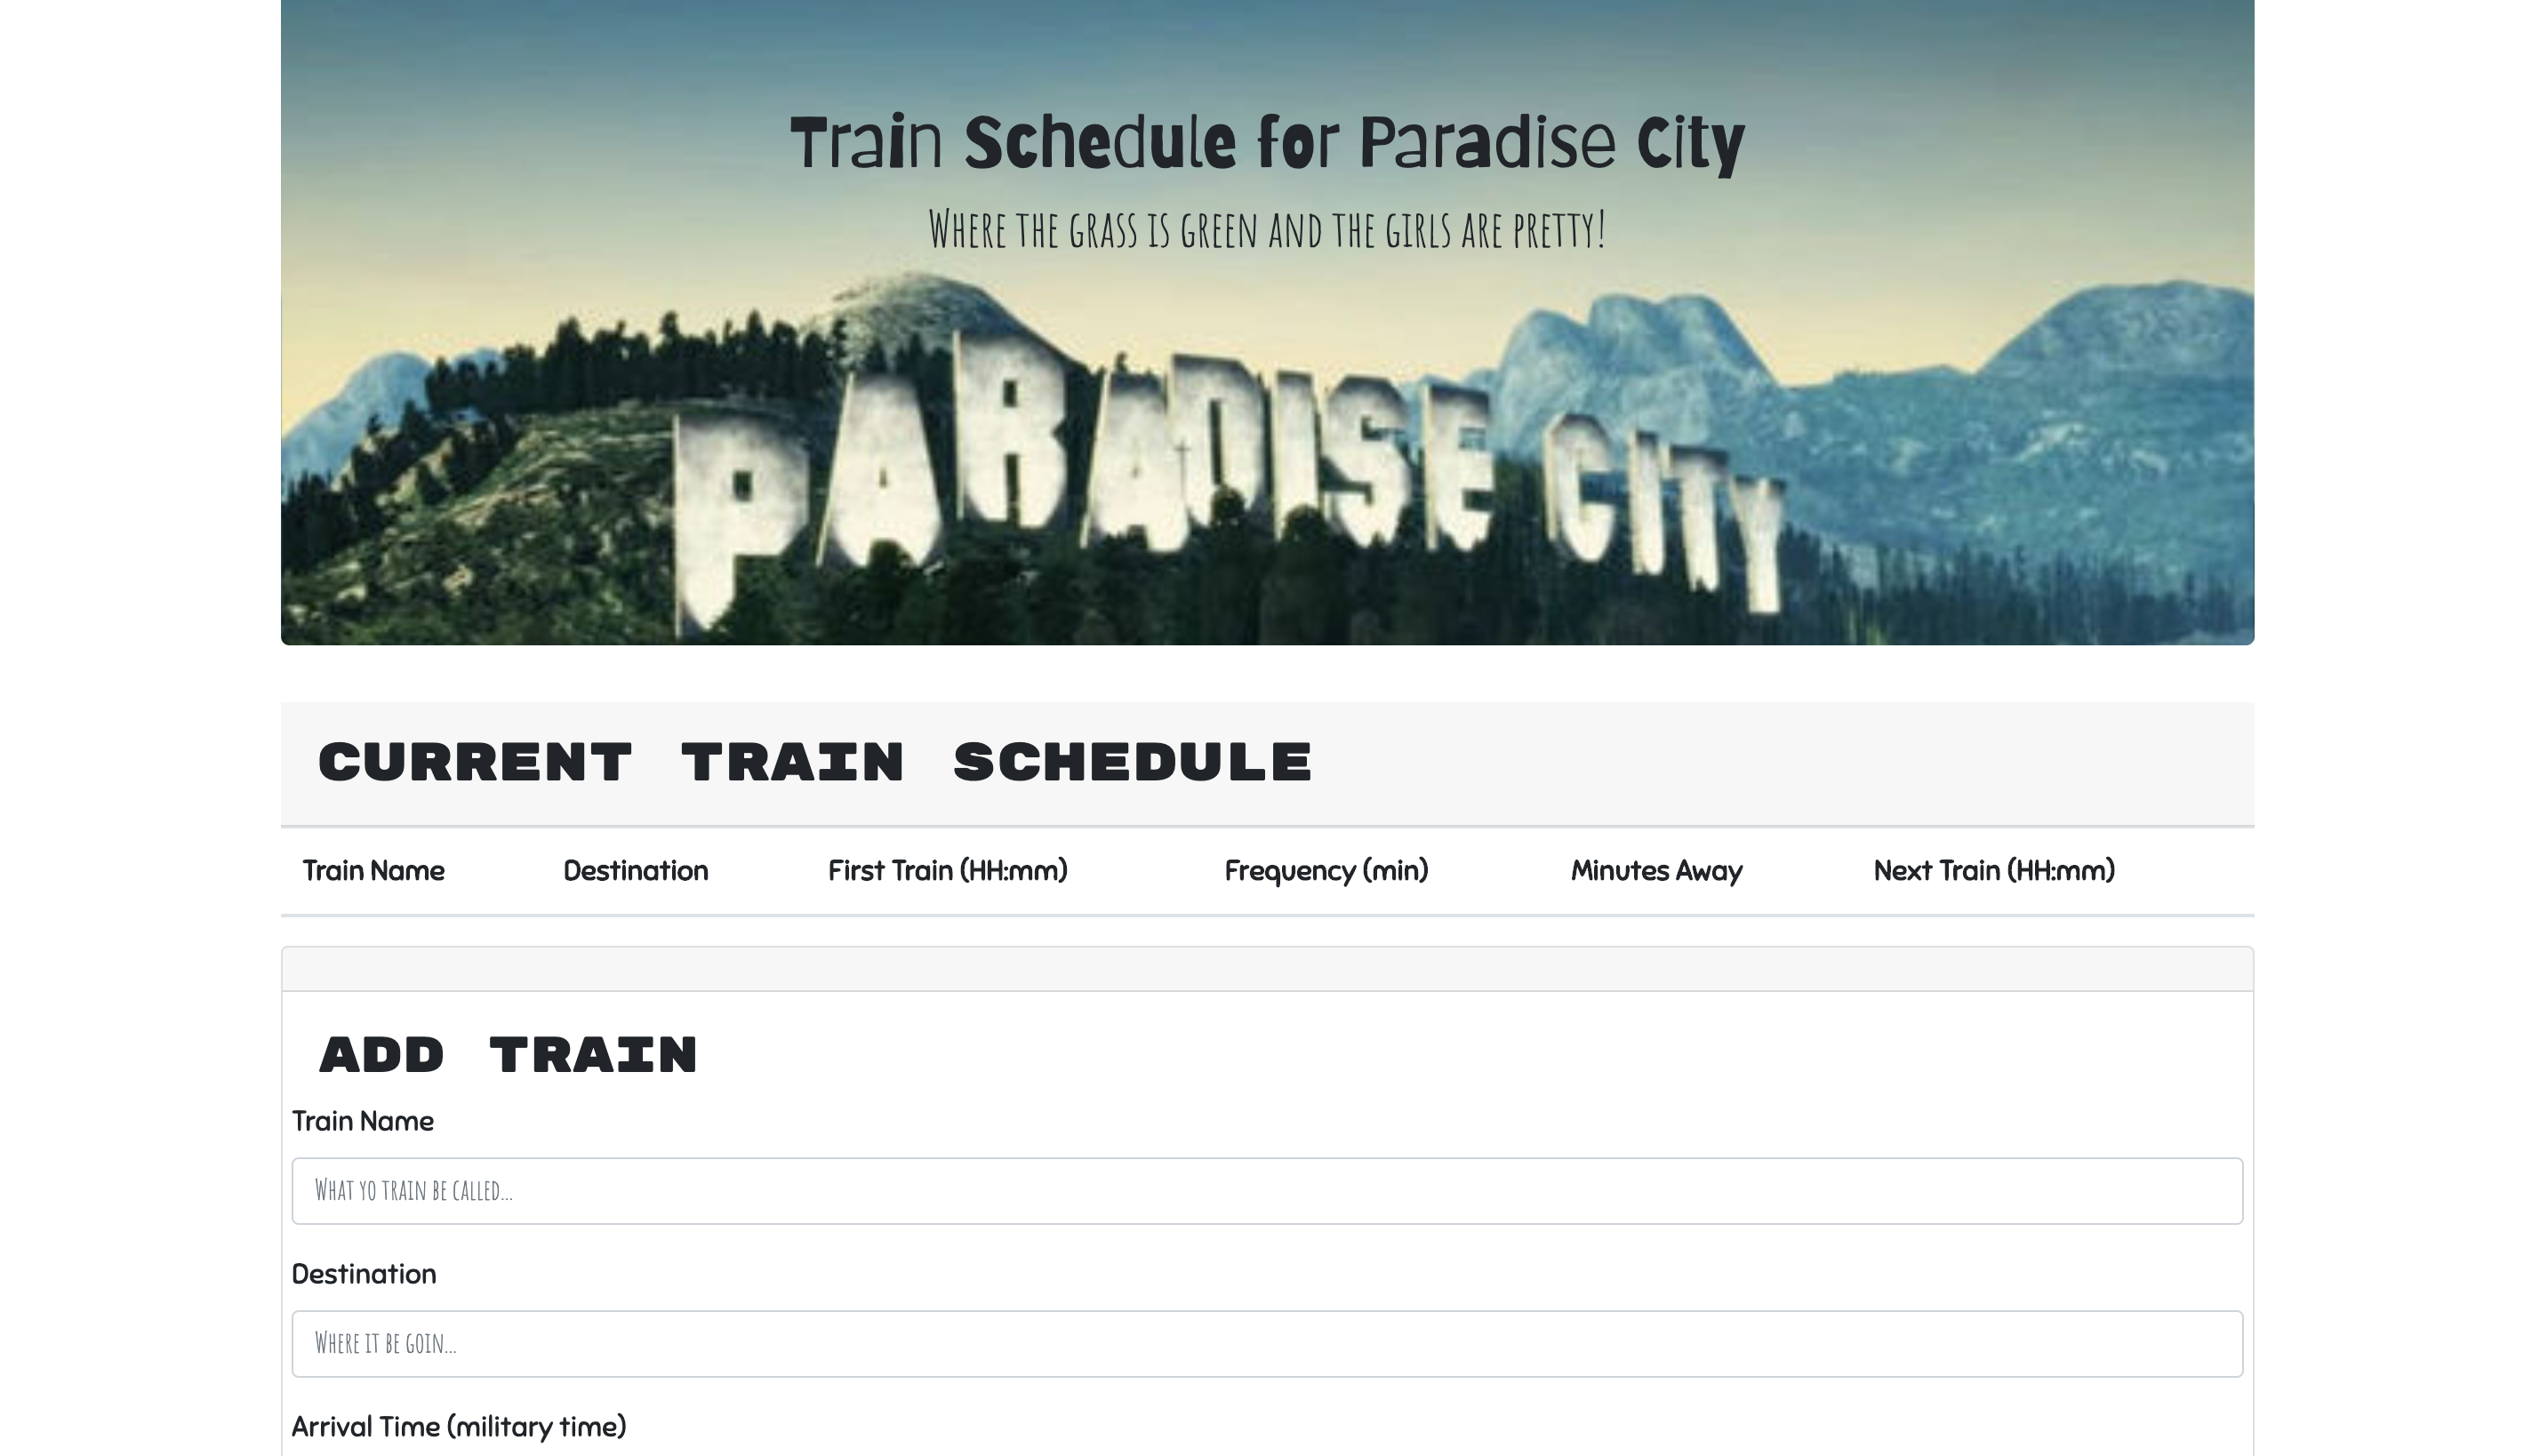 Train Schedule for Paradise City
Where the grass is green and the girls are pretty!
PARADISE CITY
CURRENT TRAIN SCHEDULE
Train Name Destination First Train (HH:mm) Frequency (min) Minutes Away Next Train (HH:mm)
ADD TRAIN
Train Name
What yo train be called...
Destination
Where it be goin...
Arrival Time (military time)